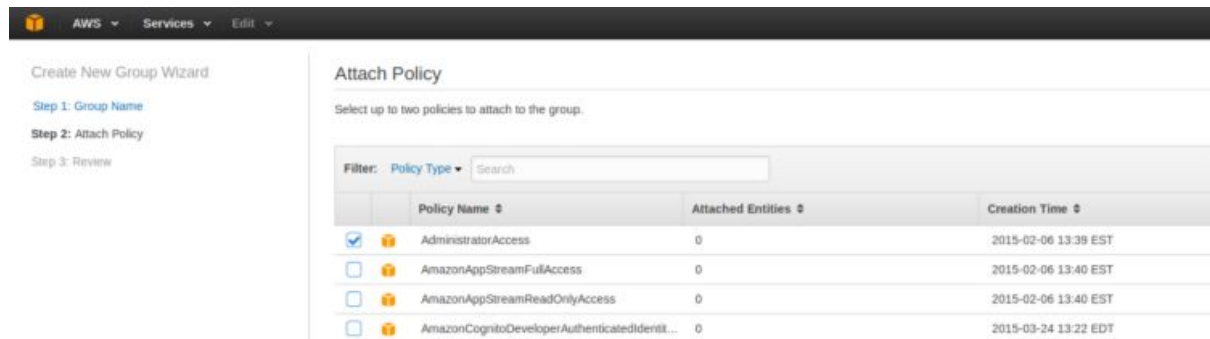 AWS Services Edit
Create New Group Wizard
Step 1: Group Name
Step 2: Attach Policy
Step 3: Review
Attach Policy
Select up to two policies to attach to the group.
Filter: Policy Type Search
Policy Name Attached Entities Creation Time
AdministratorAccess 0 2015-02-06 13:39 EST
AmazonAppStreamFullAccess 0 2015-02-06 13:40 EST
AmazonAppStreamReadOnlyAccess 0 2015-02-06 13:40 EST
AmazonCognitoDeveloperAuthenticatedIdentit... 0 2015-03-24 13:22 EDT